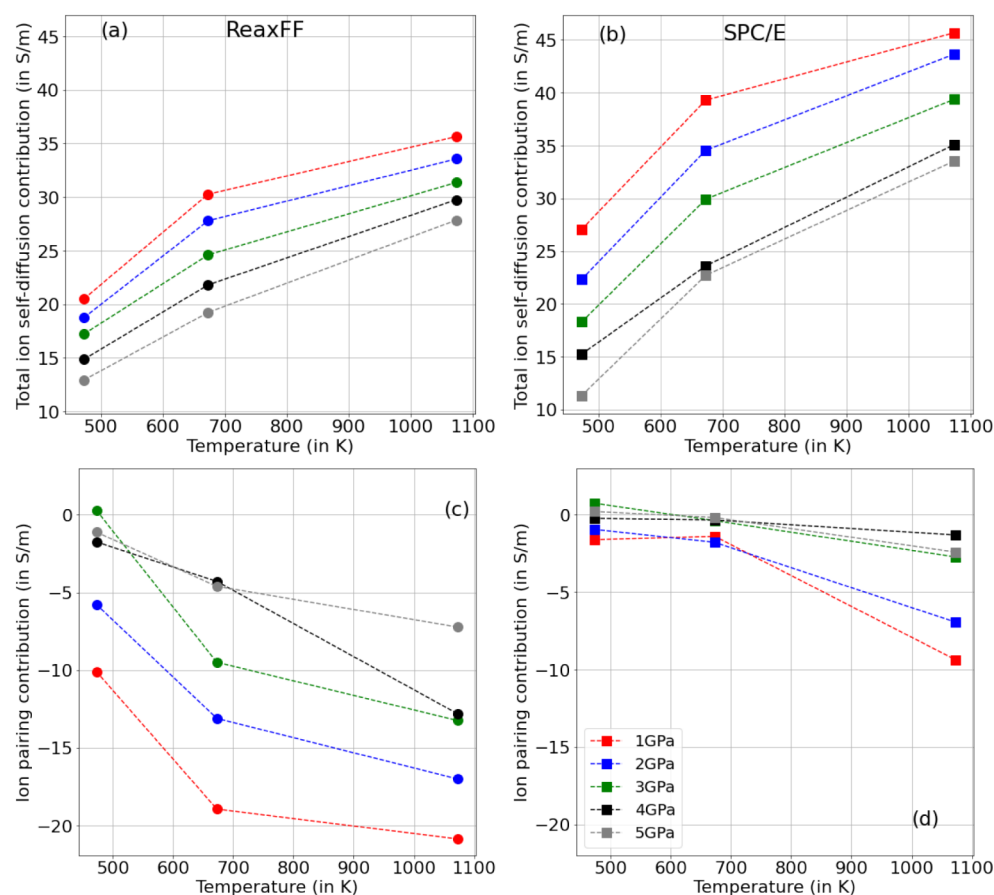 (a) ReaxFF
Total ion self-diffusion contribution (in S/m)
45
40
35
30
25
20
15
10
500 600 700 800 900 1000 1100
Temperature (in K)
(b) SPC/E
Total ion self-diffusion contribution (in S/m)
45
40
35
30
25
20
15
10
500 600 700 800 900 1000 1100
Temperature (in K)
(c)
Ion pairing contribution (in S/m)
0
−5
−10
−15
−20
500 600 700 800 900 1000 1100
Temperature (in K)
Ion pairing contribution (in S/m)
0
−5
−10
−15
−20
1GPa
2GPa
3GPa
4GPa
5GPa
(d)
500 600 700 800 900 1000 1100
Temperature (in K)